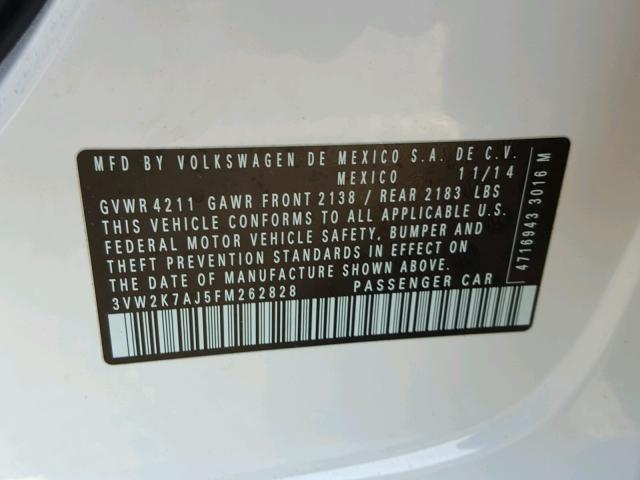 MFD BY VOLKSWAGEN DE MEXICO S.A. DE C.V.
MEXICO 11/14
GVWR 4211 GAWR FRONT 2138 / REAR 2183 LBS
THIS VEHICLE CONFORMS TO ALL APPLICABLE U.S.
FEDERAL MOTOR VEHICLE SAFETY, BUMPER AND
THEFT PREVENTION STANDARDS IN EFFECT ON
THE DATE OF MANUFACTURE SHOWN ABOVE.
3VW2K7AJ5FM262828 PASSENGER CAR
4716943 3016 M